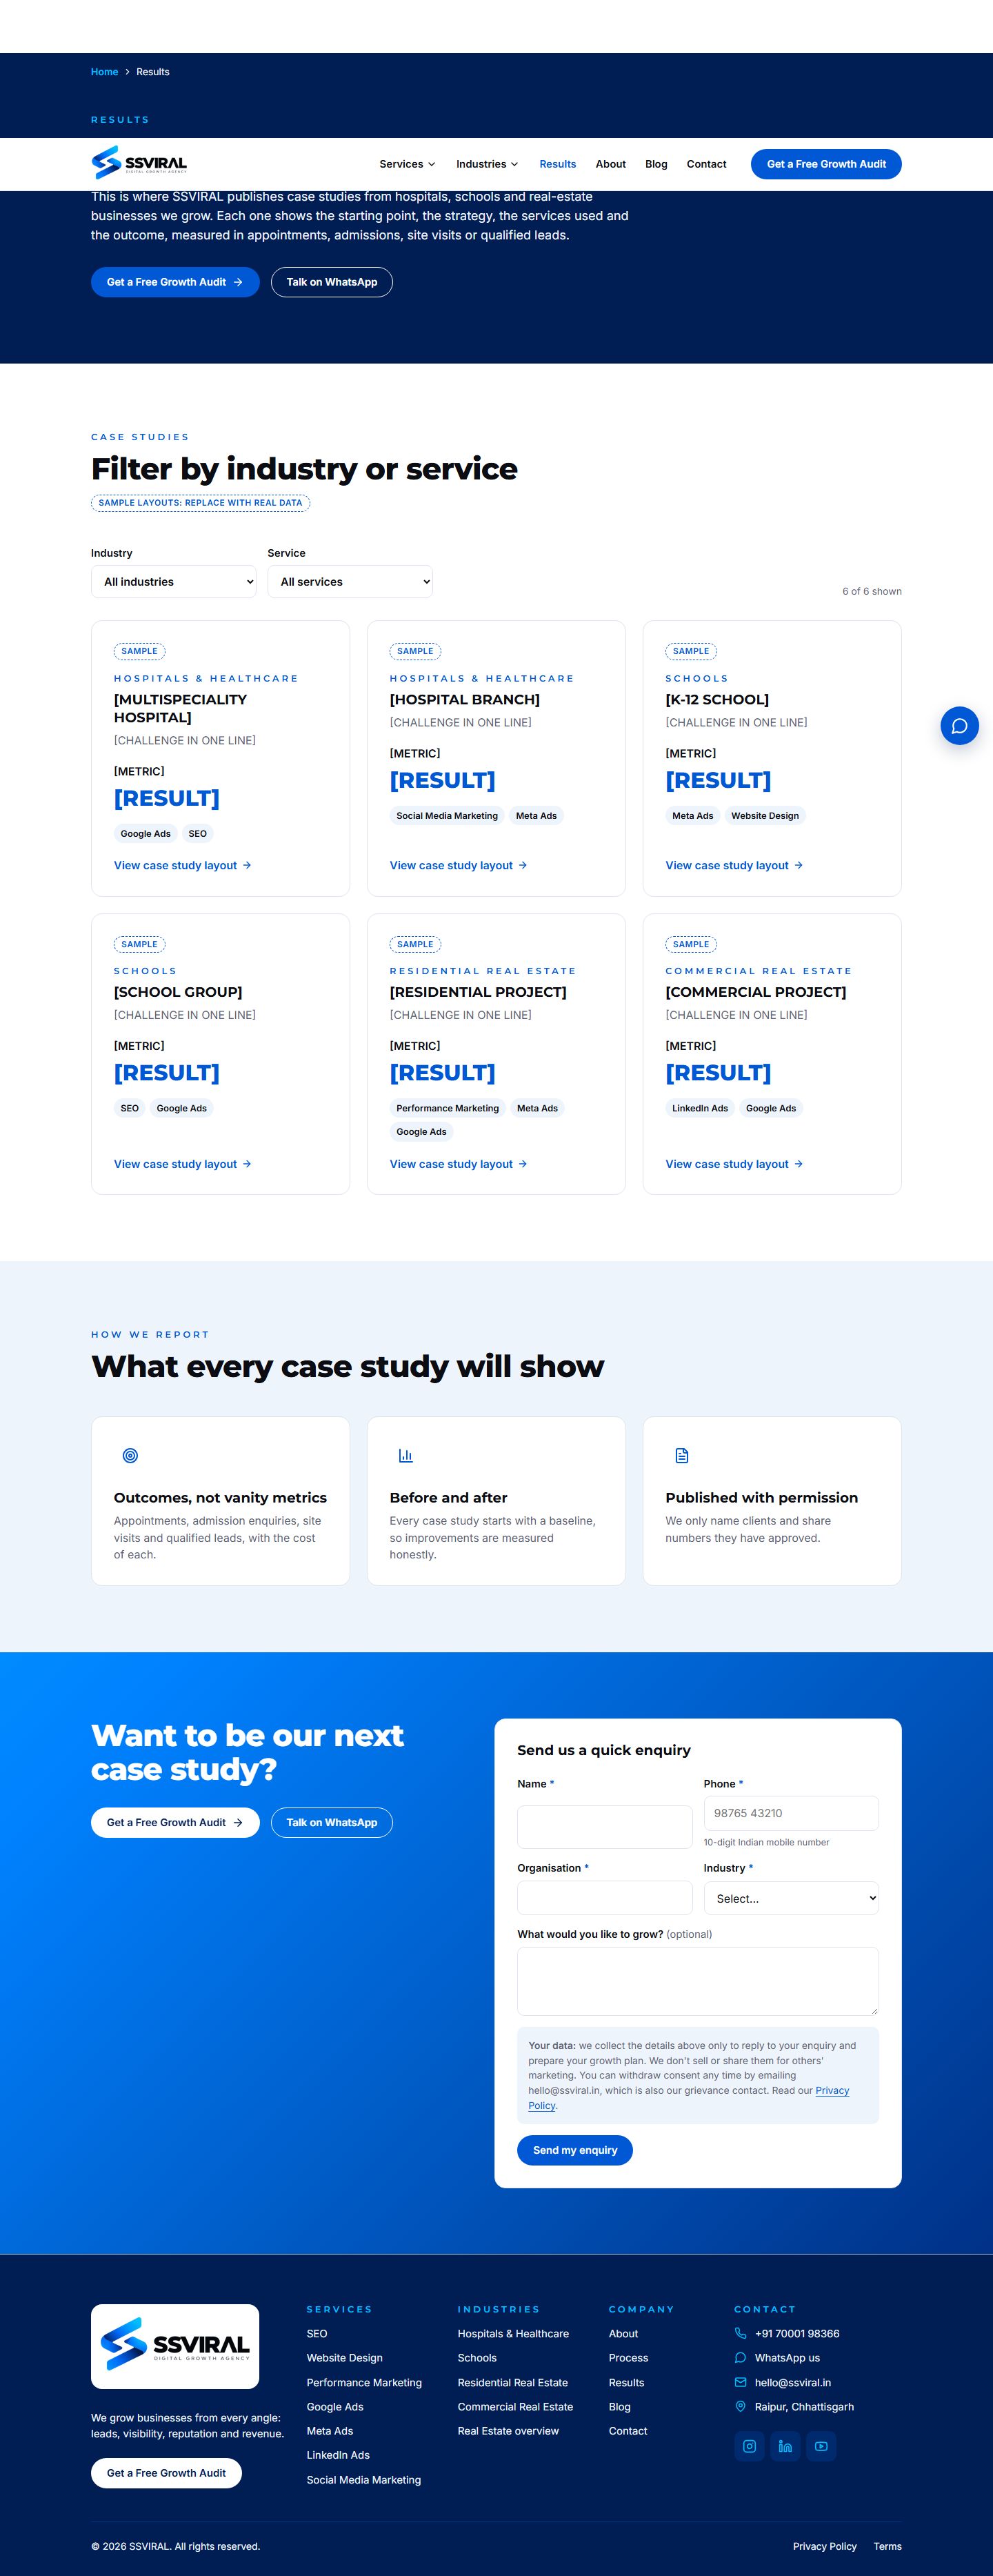 Home > Results
RESULTS
SSVIRAL
DIGITAL GROWTH AGENCY
Services
Industries
Results
About
Blog
Contact
Get a Free Growth Audit
This is where SSVIRAL publishes case studies from hospitals, schools and real-estate
businesses we grow. Each one shows the starting point, the strategy, the services used and
the outcome, measured in appointments, admissions, site visits or qualified leads.
Get a Free Growth Audit →
Talk on WhatsApp
CASE STUDIES
Filter by industry or service
SAMPLE LAYOUTS: REPLACE WITH REAL DATA
Industry
All industries
Service
All services
6 of 6 shown
SAMPLE
HOSPITALS & HEALTHCARE
[MULTISPECIALITY
HOSPITAL]
[CHALLENGE IN ONE LINE]
[METRIC]
[RESULT]
Google Ads
SEO
View case study layout →
SAMPLE
HOSPITALS & HEALTHCARE
[HOSPITAL BRANCH]
[CHALLENGE IN ONE LINE]
[METRIC]
[RESULT]
Social Media Marketing
Meta Ads
View case study layout →
SAMPLE
SCHOOLS
[K-12 SCHOOL]
[CHALLENGE IN ONE LINE]
[METRIC]
[RESULT]
Meta Ads
Website Design
View case study layout →
SAMPLE
SCHOOLS
[SCHOOL GROUP]
[CHALLENGE IN ONE LINE]
[METRIC]
[RESULT]
SEO
Google Ads
View case study layout →
SAMPLE
RESIDENTIAL REAL ESTATE
[RESIDENTIAL PROJECT]
[CHALLENGE IN ONE LINE]
[METRIC]
[RESULT]
Performance Marketing
Meta Ads
Google Ads
View case study layout →
SAMPLE
COMMERCIAL REAL ESTATE
[COMMERCIAL PROJECT]
[CHALLENGE IN ONE LINE]
[METRIC]
[RESULT]
LinkedIn Ads
Google Ads
View case study layout →
HOW WE REPORT
What every case study will show
Outcomes, not vanity metrics
Appointments, admission enquiries, site
visits and qualified leads, with the cost
of each.
Before and after
Every case study starts with a baseline,
so improvements are measured
honestly.
Published with permission
We only name clients and share
numbers they have approved.
Want to be our next
case study?
Get a Free Growth Audit →
Talk on WhatsApp
Send us a quick enquiry
Name *
Phone *
98765 43210
10-digit Indian mobile number
Organisation *
Industry *
Select...
What would you like to grow? (optional)
Your data: we collect the details above only to reply to your enquiry and
prepare your growth plan. We don't sell or share them for others'
marketing. You can withdraw consent any time by emailing
hello@ssviral.in, which is also our grievance contact. Read our Privacy
Policy.
Send my enquiry
SSVIRAL
DIGITAL GROWTH AGENCY
We grow businesses from every angle:
leads, visibility, reputation and revenue.
Get a Free Growth Audit
SERVICES
SEO
Website Design
Performance Marketing
Google Ads
Meta Ads
LinkedIn Ads
Social Media Marketing
INDUSTRIES
Hospitals & Healthcare
Schools
Residential Real Estate
Commercial Real Estate
Real Estate overview
COMPANY
About
Process
Results
Blog
Contact
CONTACT
+91 70001 98366
WhatsApp us
hello@ssviral.in
Raipur, Chhattisgarh
© 2026 SSVIRAL. All rights reserved.
Privacy Policy
Terms